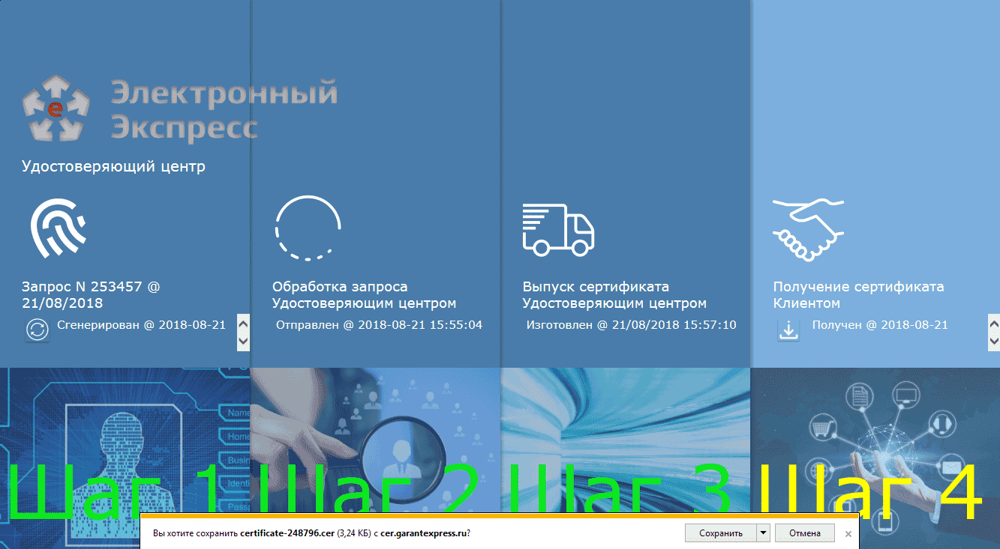 Электронный
Экспресс
Удостоверяющий центр
Запрос N 253457 @
21/08/2018
Сгенерирован @ 2018-08-21
Обработка запроса
Удостоверяющим центром
Отправлен @ 2018-08-21 15:55:04
Выпуск сертификата
Удостоверяющим центром
Изготовлен @ 21/08/2018 15:57:10
Получение сертификата
Клиентом
Получен @ 2018-08-21
Name
Home
Busin
Identi
Pass
Шаг 1
Шаг 2
Шаг 3
Шаг 4
Вы хотите сохранить certificate-248796.cer (3,24 КБ) с cer.garantexpress.ru?
Сохранить
Отмена